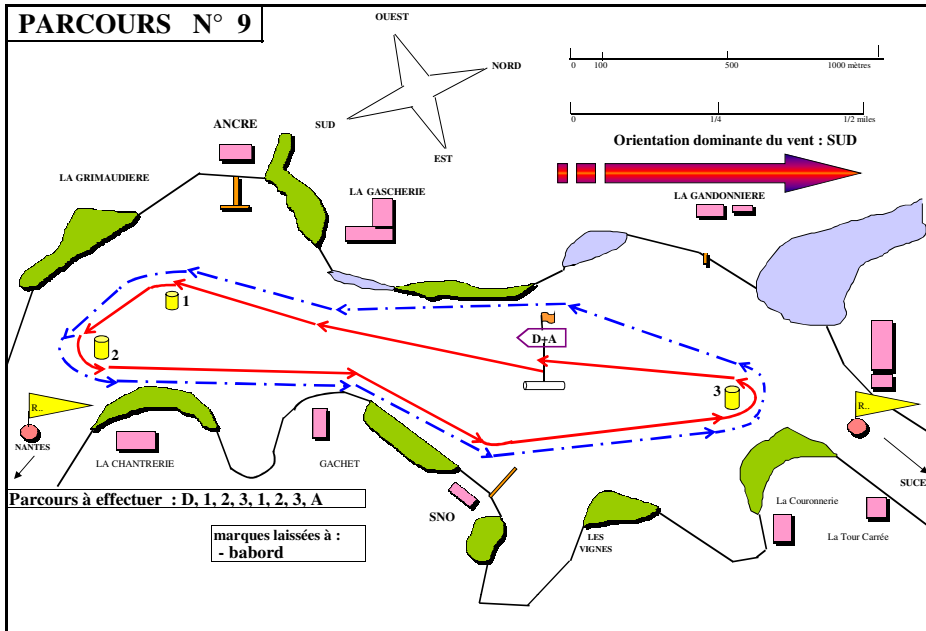 PARCOURS N° 9
OUEST
NORD
SUD
EST
0 100 500 1000 mètres
0 1/4 1/2 miles
Orientation dominante du vent : SUD
ANCRE
LA GRIMAUDIERE
LA GASCHERIE
LA GANDONNIERE
1
D+A
2
3
R..
R..
NANTES
LA CHANTRERIE
GACHET
SUCE
Parcours à effectuer : D, 1, 2, 3, 1, 2, 3, A
SNO
La Couronnerie
La Tour Carrée
LES
VIGNES
marques laissées à :
- babord